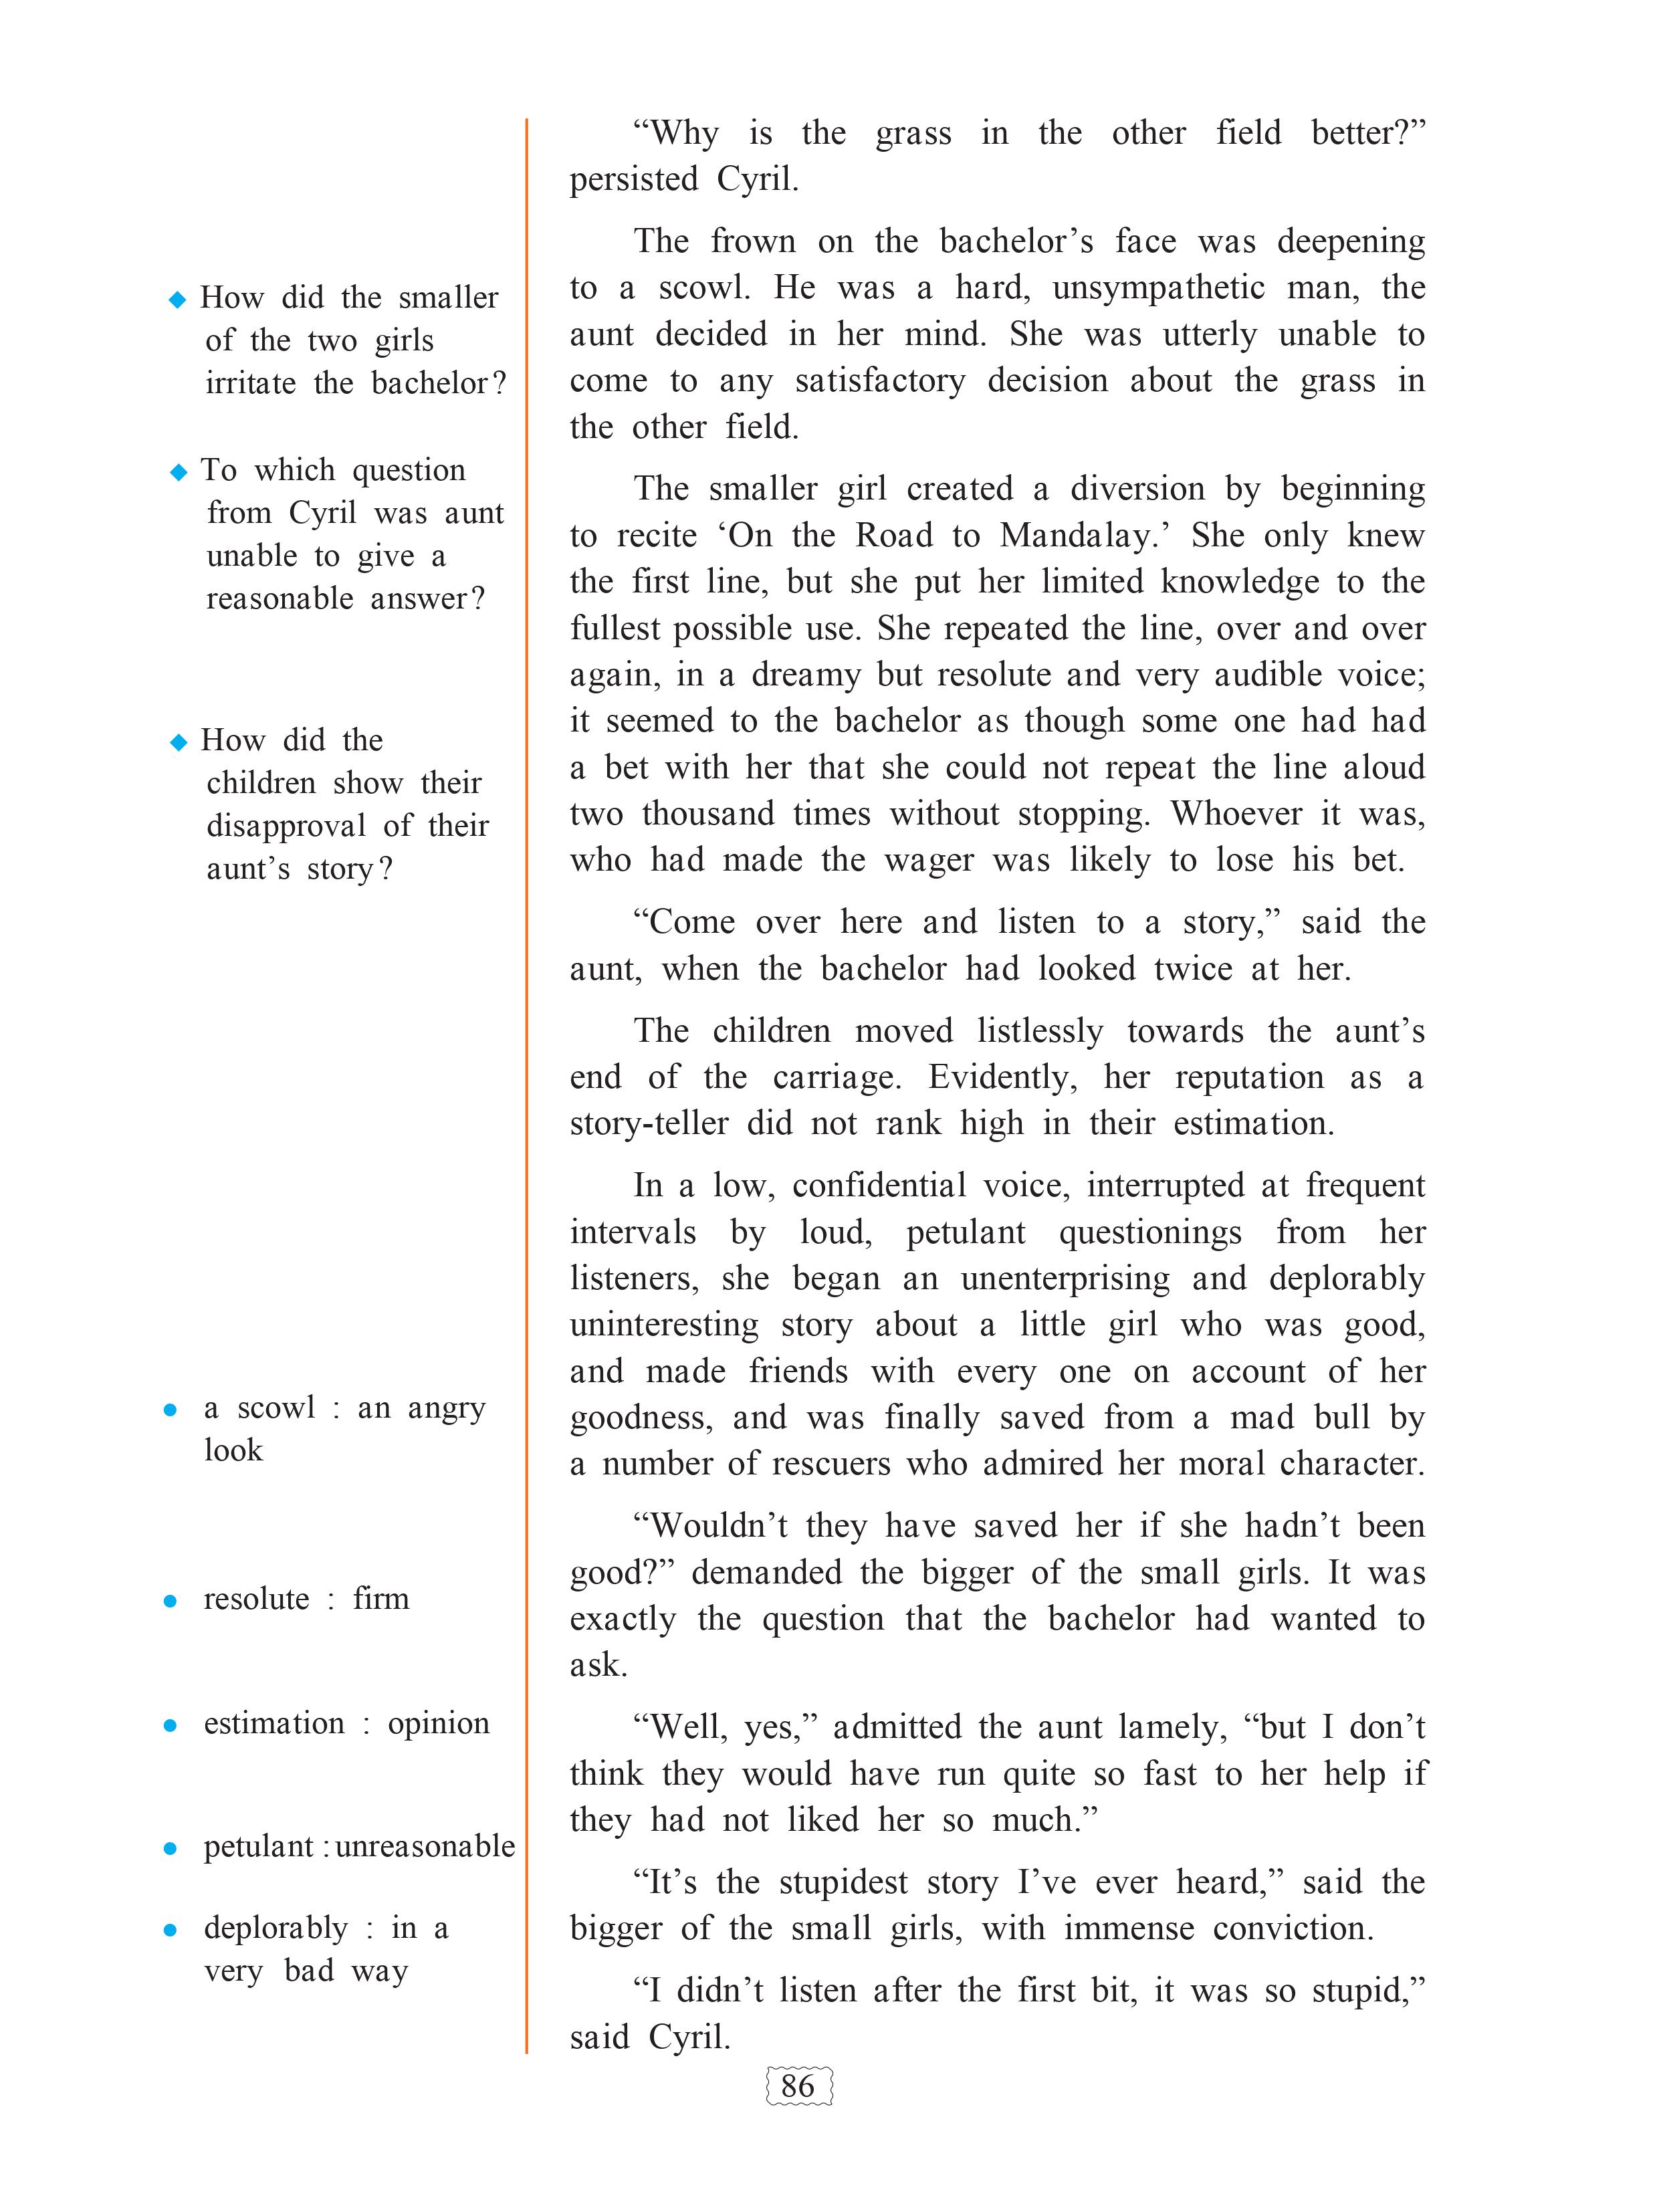 “Why is the grass in the other field better?”
persisted Cyril.
The frown on the bachelor’s face was deepening
to a scowl. He was a hard, unsympathetic man, the
aunt decided in her mind. She was utterly unable to
come to any satisfactory decision about the grass in
the other field.
The smaller girl created a diversion by beginning
to recite ‘On the Road to Mandalay.’ She only knew
the first line, but she put her limited knowledge to the
fullest possible use. She repeated the line, over and over
again, in a dreamy but resolute and very audible voice;
it seemed to the bachelor as though some one had had
a bet with her that she could not repeat the line aloud
two thousand times without stopping. Whoever it was,
who had made the wager was likely to lose his bet.
“Come over here and listen to a story,” said the
aunt, when the bachelor had looked twice at her.
The children moved listlessly towards the aunt’s
end of the carriage. Evidently, her reputation as a
story-teller did not rank high in their estimation.
In a low, confidential voice, interrupted at frequent
intervals by loud, petulant questionings from her
listeners, she began an unenterprising and deplorably
uninteresting story about a little girl who was good,
and made friends with every one on account of her
goodness, and was finally saved from a mad bull by
a number of rescuers who admired her moral character.
“Wouldn’t they have saved her if she hadn’t been
good?” demanded the bigger of the small girls. It was
exactly the question that the bachelor had wanted to
ask.
“Well, yes,” admitted the aunt lamely, “but I don’t
think they would have run quite so fast to her help if
they had not liked her so much.”
“It’s the stupidest story I’ve ever heard,” said the
bigger of the small girls, with immense conviction.
“I didn’t listen after the first bit, it was so stupid,”
said Cyril.
◆ How did the smaller
of the two girls
irritate the bachelor?
◆ To which question
from Cyril was aunt
unable to give a
reasonable answer?
◆ How did the
children show their
disapproval of their
aunt’s story?
● a scowl : an angry
look
● resolute : firm
● estimation : opinion
● petulant : unreasonable
● deplorably : in a
very bad way
86